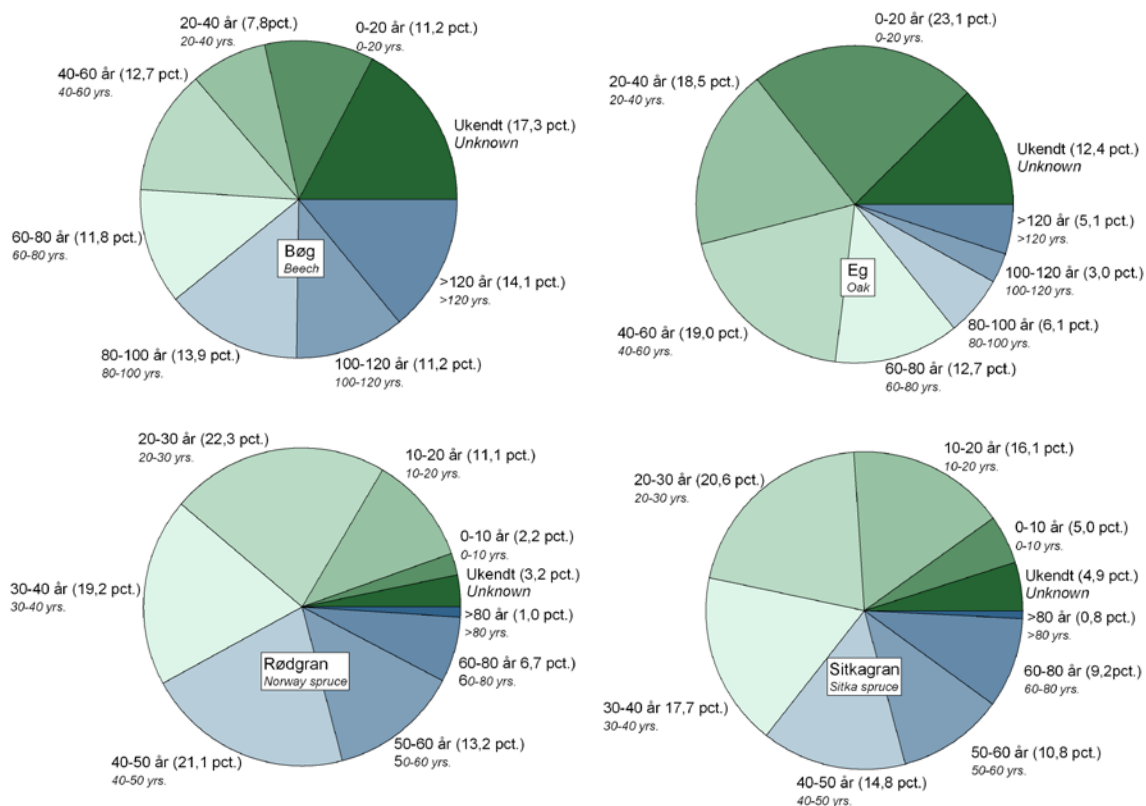 20-40 år (7,8pct.)
20-40 yrs.
0-20 år (11,2 pct.)
0-20 yrs.
40-60 år (12,7 pct.)
40-60 yrs.
Ukendt (17,3 pct.)
Unknown
60-80 år (11,8 pct.)
60-80 yrs.
Bøg
Beech
>120 år (14,1 pct.)
>120 yrs.
80-100 år (13,9 pct.)
80-100 yrs.
100-120 år (11,2 pct.)
100-120 yrs.
0-20 år (23,1 pct.)
0-20 yrs.
20-40 år (18,5 pct.)
20-40 yrs.
Ukendt (12,4 pct.)
Unknown
>120 år (5,1 pct.)
>120 yrs.
Eg
Oak
100-120 år (3,0 pct.)
100-120 yrs.
80-100 år (6,1 pct.)
80-100 yrs.
40-60 år (19,0 pct.)
40-60 yrs.
60-80 år (12,7 pct.)
60-80 yrs.
20-30 år (22,3 pct.)
20-30 yrs.
10-20 år (11,1 pct.)
10-20 yrs.
0-10 år (2,2 pct.)
0-10 yrs.
Ukendt (3,2 pct.)
Unknown
30-40 år (19,2 pct.)
30-40 yrs.
>80 år (1,0 pct.)
>80 yrs.
Rødgran
Norway spruce
60-80 år 6,7 pct.)
60-80 yrs.
50-60 år (13,2 pct.)
50-60 yrs.
40-50 år (21,1 pct.)
40-50 yrs.
10-20 år (16,1 pct.)
10-20 yrs.
20-30 år (20,6 pct.)
20-30 yrs.
0-10 år (5,0 pct.)
0-10 yrs.
Ukendt (4,9 pct.)
Unknown
>80 år (0,8 pct.)
>80 yrs.
Sitkagran
Sitka spruce
60-80 år (9,2pct.)
60-80 yrs.
30-40 år 17,7 pct.)
30-40 yrs.
50-60 år (10,8 pct.)
50-60 yrs.
40-50 år (14,8 pct.)
40-50 yrs.